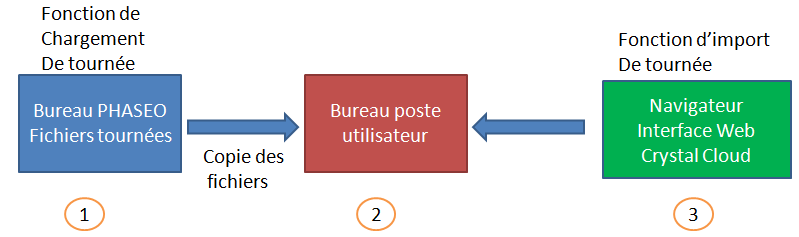 Fonction de
Chargement
De tournée
Fonction d'import
De tournée
Bureau PHASEO
Fichiers tournées
Bureau poste
utilisateur
Navigateur
Interface Web
Crystal Cloud
Copie des
fichiers
1
2
3